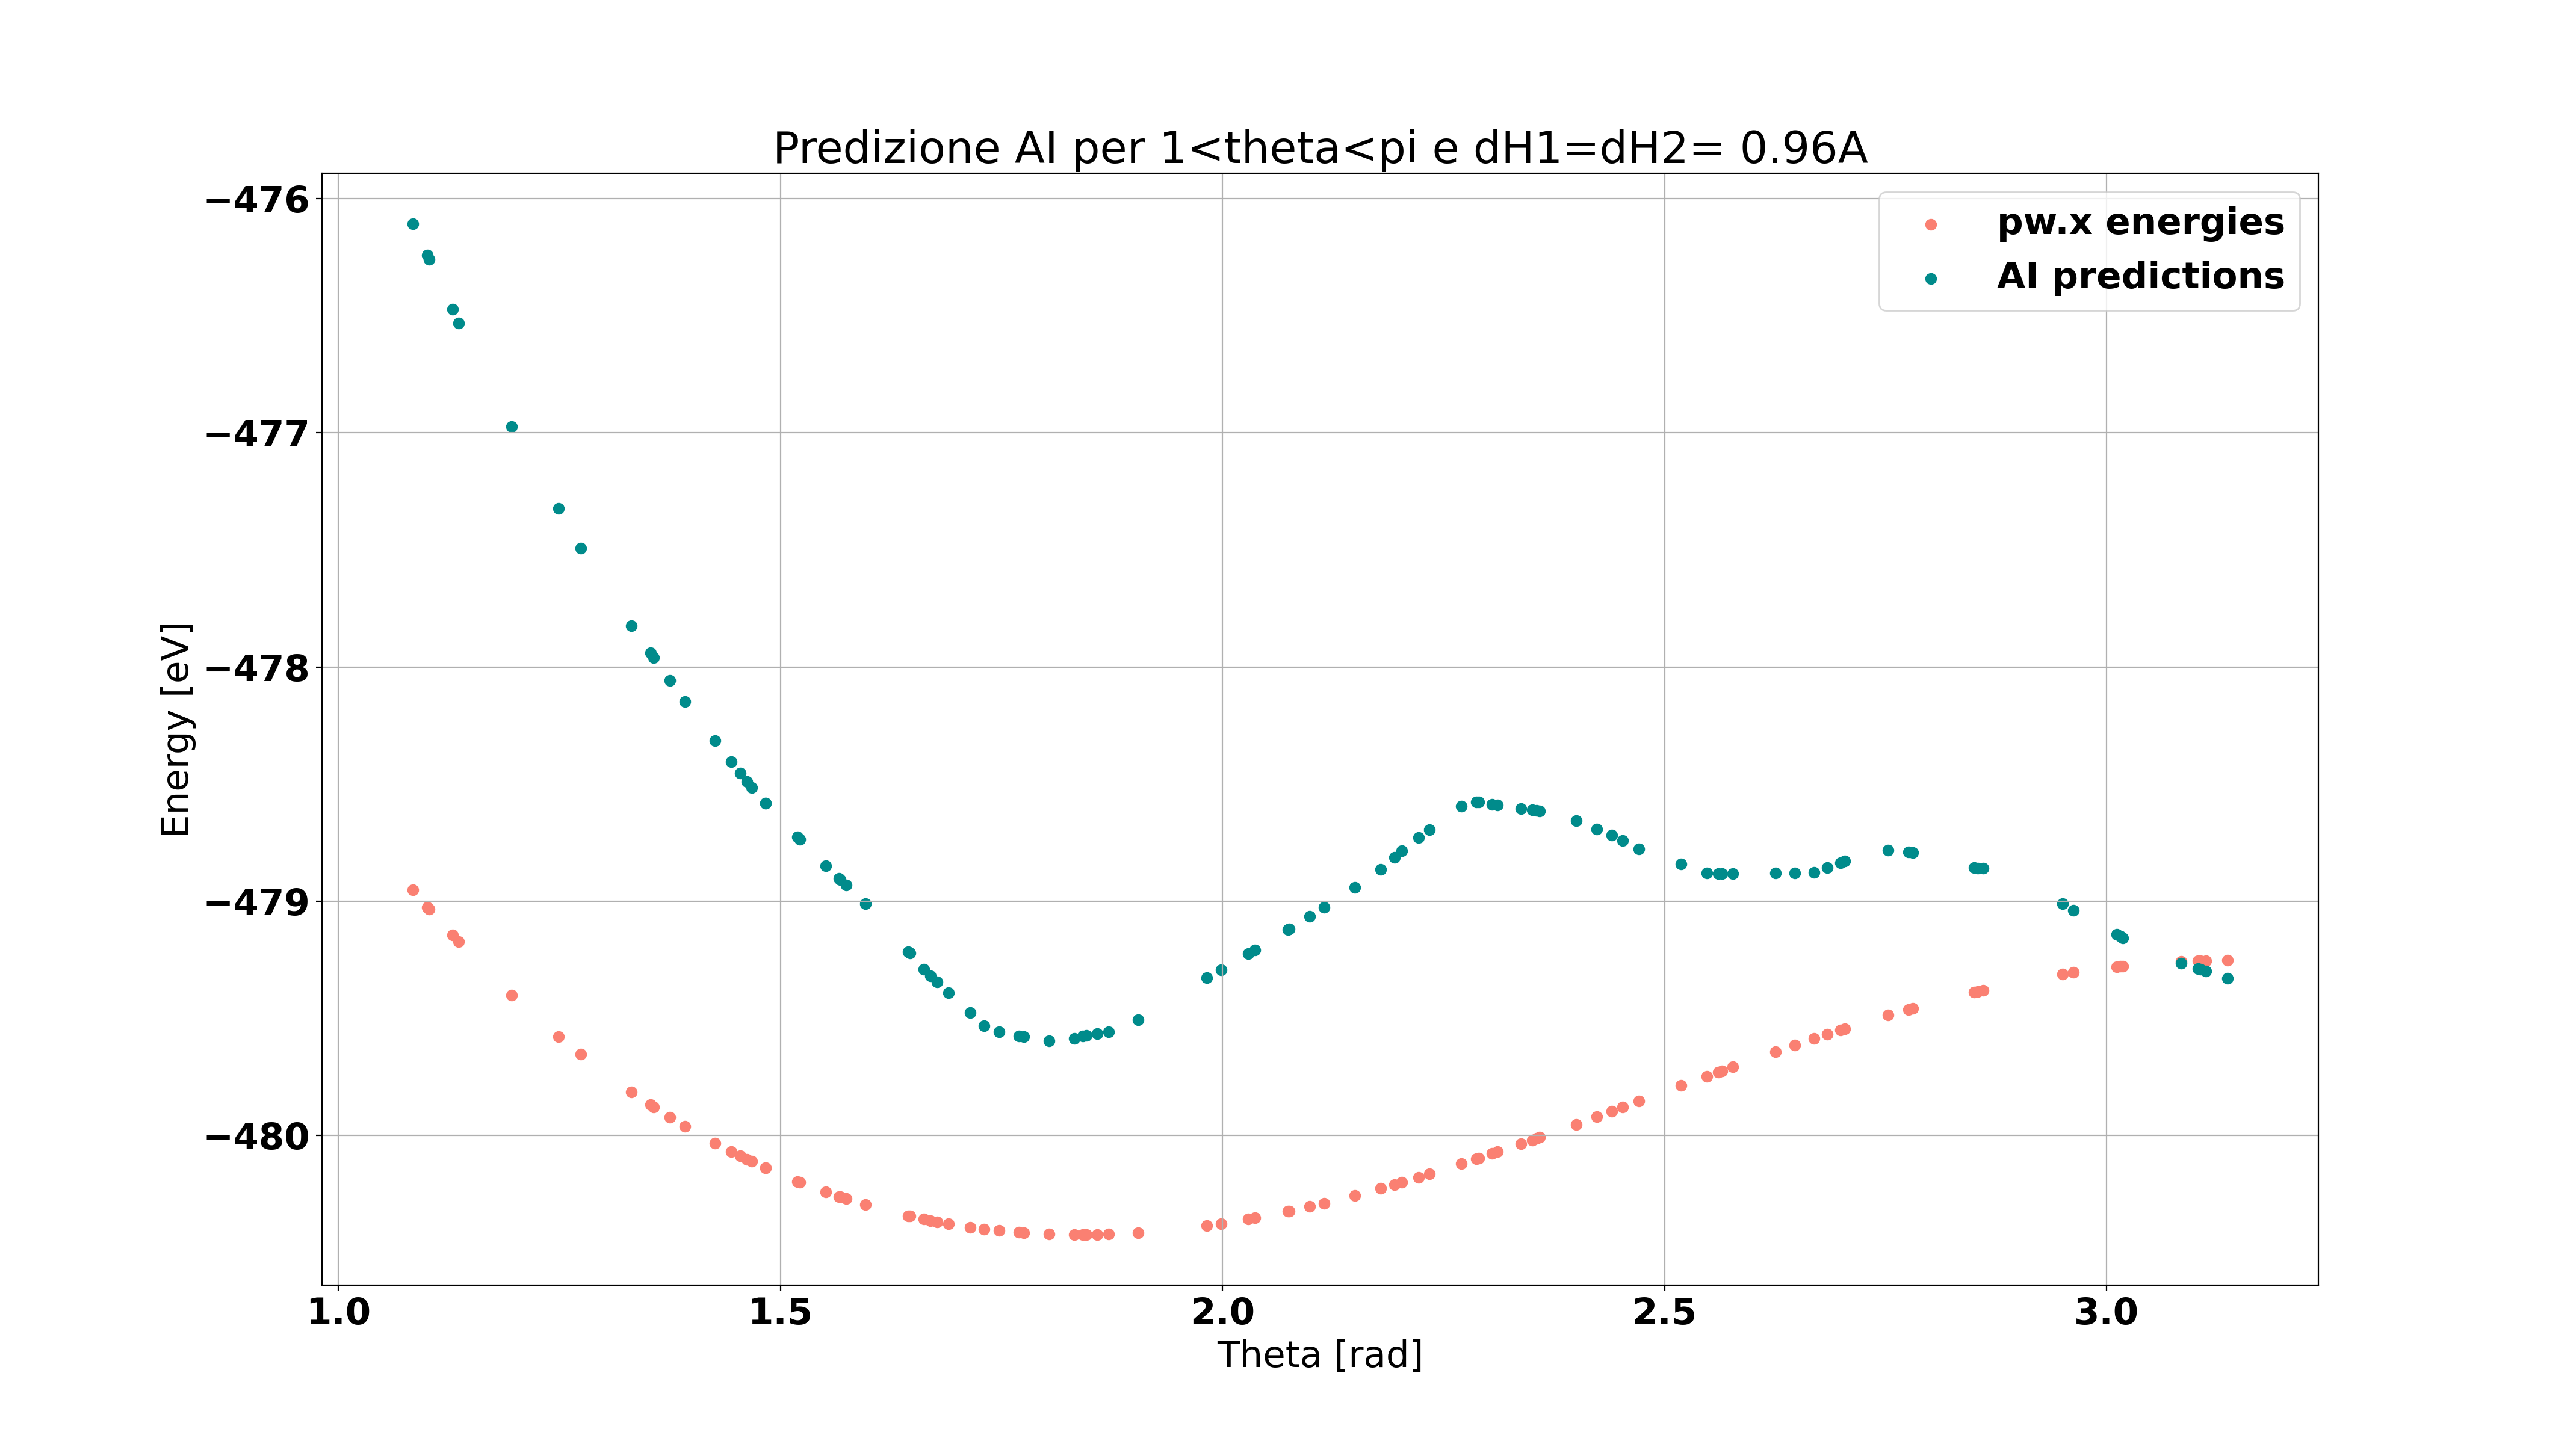 Predizione AI per 1<theta<pi e dH1=dH2= 0.96A
pw.x energies
AI predictions
Energy [eV]
−476
−477
−478
−479
−480
1.0 1.5 2.0 2.5 3.0
Theta [rad]